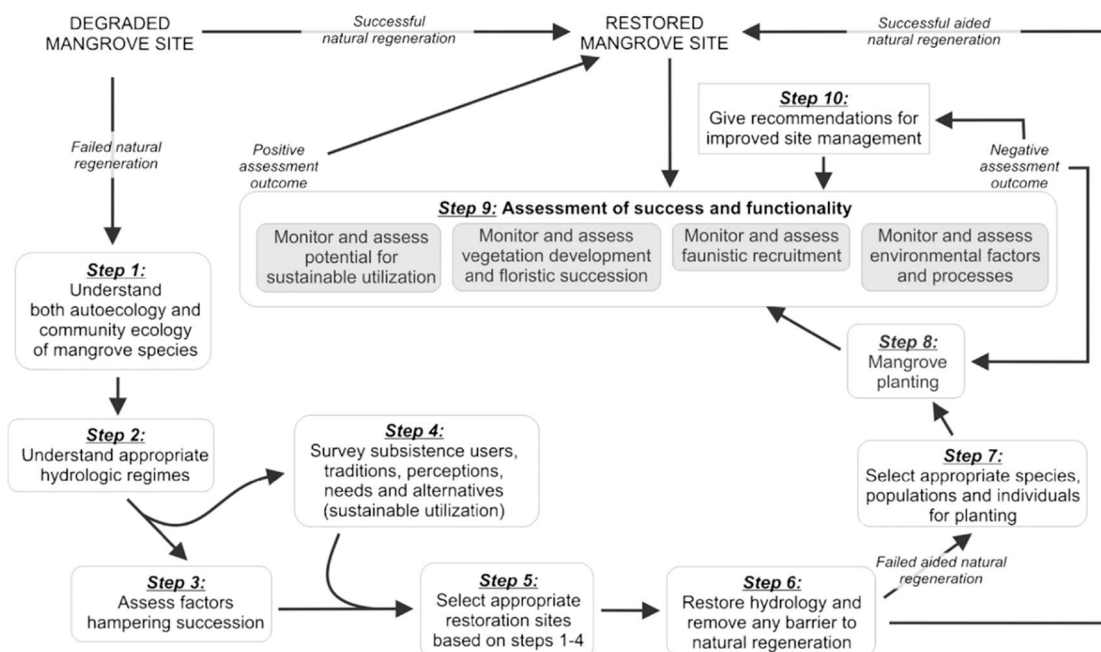 DEGRADED
MANGROVE SITE
Successful
natural regeneration
RESTORED
MANGROVE SITE
Successful aided
natural regeneration
Failed natural
regeneration
Positive
assessment
outcome
Step 10:
Give recommendations for
improved site management
Negative
assessment
outcome
Step 9: Assessment of success and functionality
Monitor and assess
potential for
sustainable utilization
Monitor and assess
vegetation development
and floristic succession
Monitor and assess
faunistic recruitment
Monitor and assess
environmental factors
and processes
Step 1:
Understand
both autoecology and
community ecology
of mangrove species
Step 8:
Mangrove
planting
Step 2:
Understand appropriate
hydrologic regimes
Step 4:
Survey subsistence users,
traditions, perceptions,
needs and alternatives
(sustainable utilization)
Step 7:
Select appropriate species,
populations and individuals
for planting
Failed aided natural
regeneration
Step 3:
Assess factors
hampering succession
Step 5:
Select appropriate
restoration sites
based on steps 1-4
Step 6:
Restore hydrology and
remove any barrier to
natural regeneration